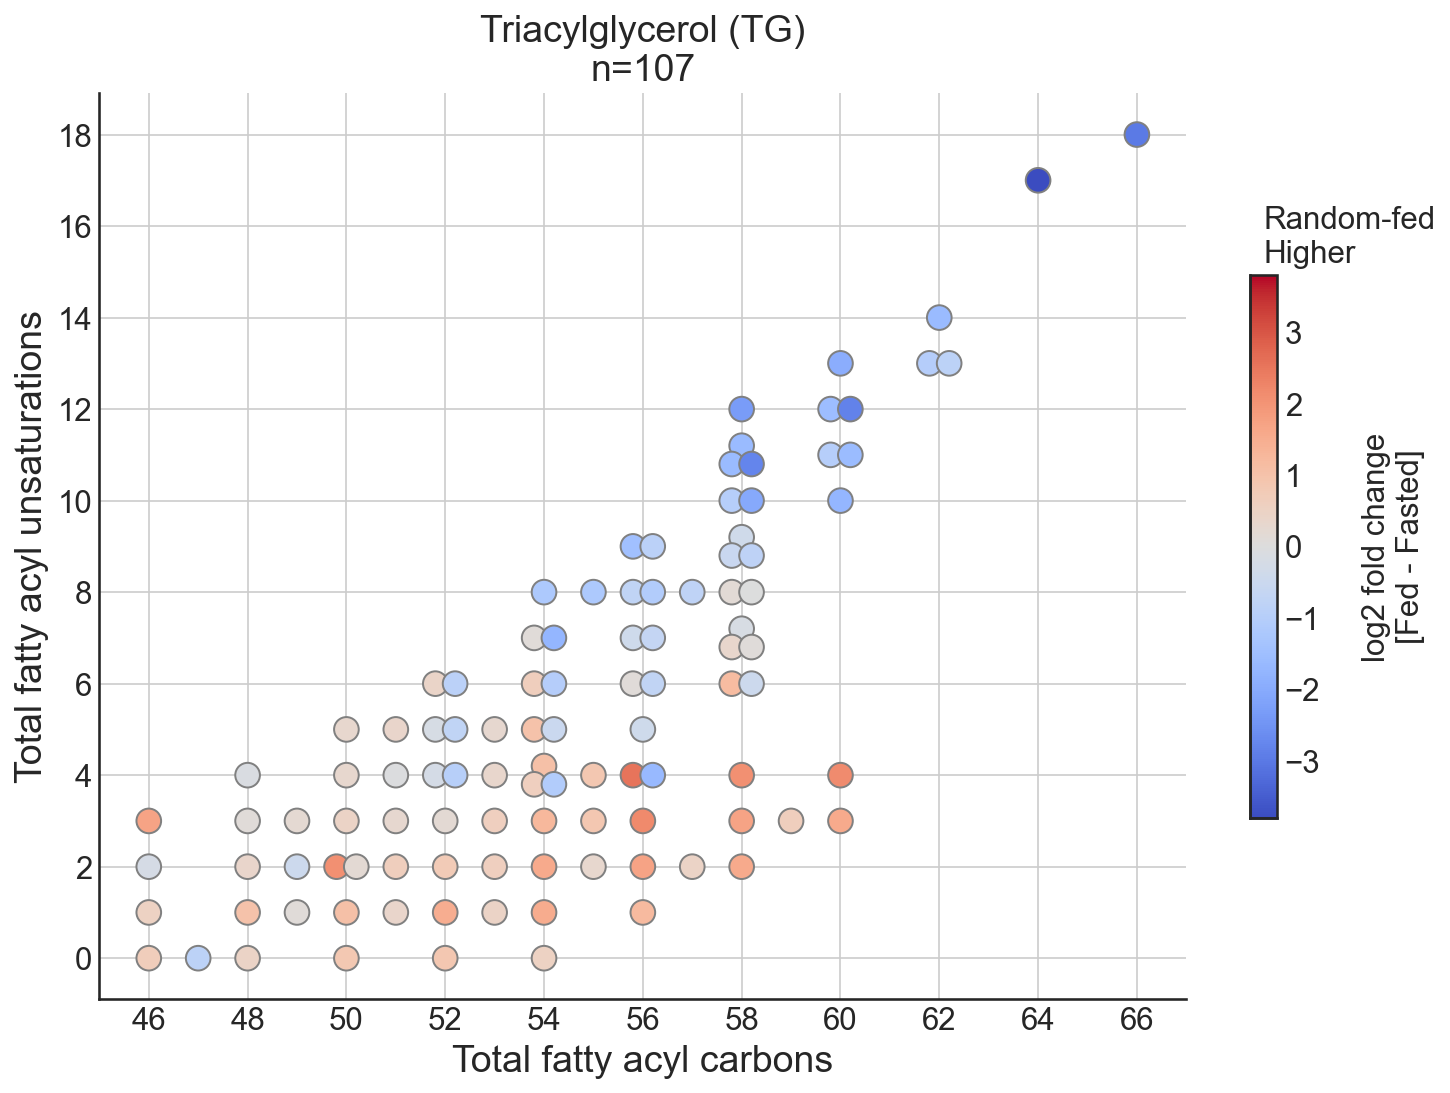 Triacylglycerol (TG)
n=107
Total fatty acyl unsaturations
18
16
14
12
10
8
6
4
2
0
46 48 50 52 54 56 58 60 62 64 66
Total fatty acyl carbons
Random-fed
Higher
3
2
1
0
−1
−2
−3
log2 fold change
[Fed - Fasted]